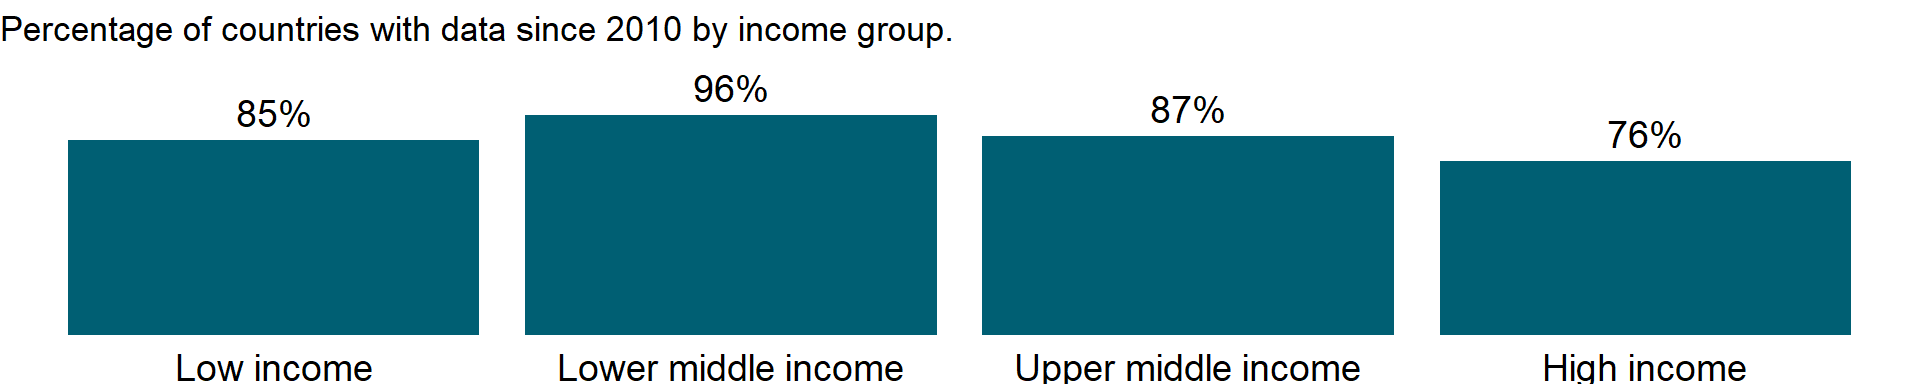 Percentage of countries with data since 2010 by income group.
85%
96%
87%
76%
Low income
Lower middle income
Upper middle income
High income